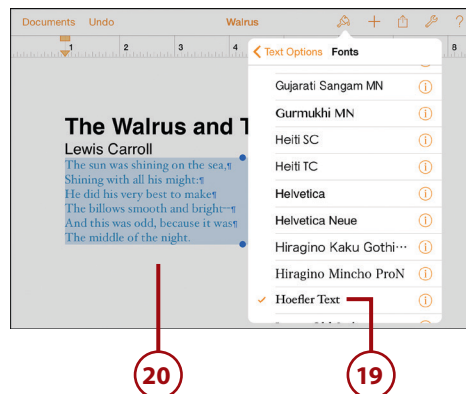 Documents Undo Walrus ?
1 2 3 4 8
Text Options Fonts
Gujarati Sangam MN
Gurmukhi MN
Heiti SC
Heiti TC
Helvetica
Helvetica Neue
Hiragino Kaku Gothi···
Hiragino Mincho ProN
Hoefler Text
The Walrus and T
Lewis Carroll
The sun was shining on the sea,¶
Shining with all his might:¶
He did his very best to make¶
The billows smooth and bright—¶
And this was odd, because it was¶
The middle of the night.
20 19